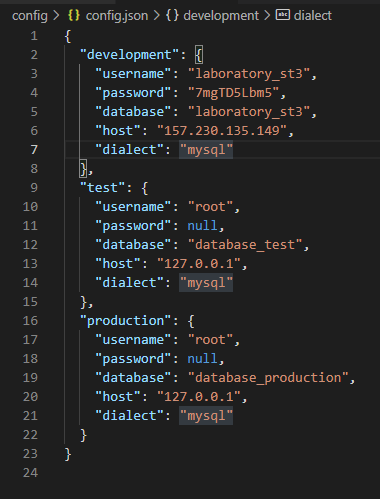 config > {} config.json > {} development > abc dialect
1 {
2 "development": {
3 "username": "laboratory_st3",
4 "password": "7mgTD5Lbm5",
5 "database": "laboratory_st3",
6 "host": "157.230.135.149",
7 "dialect": "mysql"
8 },
9 "test": {
10 "username": "root",
11 "password": null,
12 "database": "database_test",
13 "host": "127.0.0.1",
14 "dialect": "mysql"
15 },
16 "production": {
17 "username": "root",
18 "password": null,
19 "database": "database_production",
20 "host": "127.0.0.1",
21 "dialect": "mysql"
22 }
23 }
24